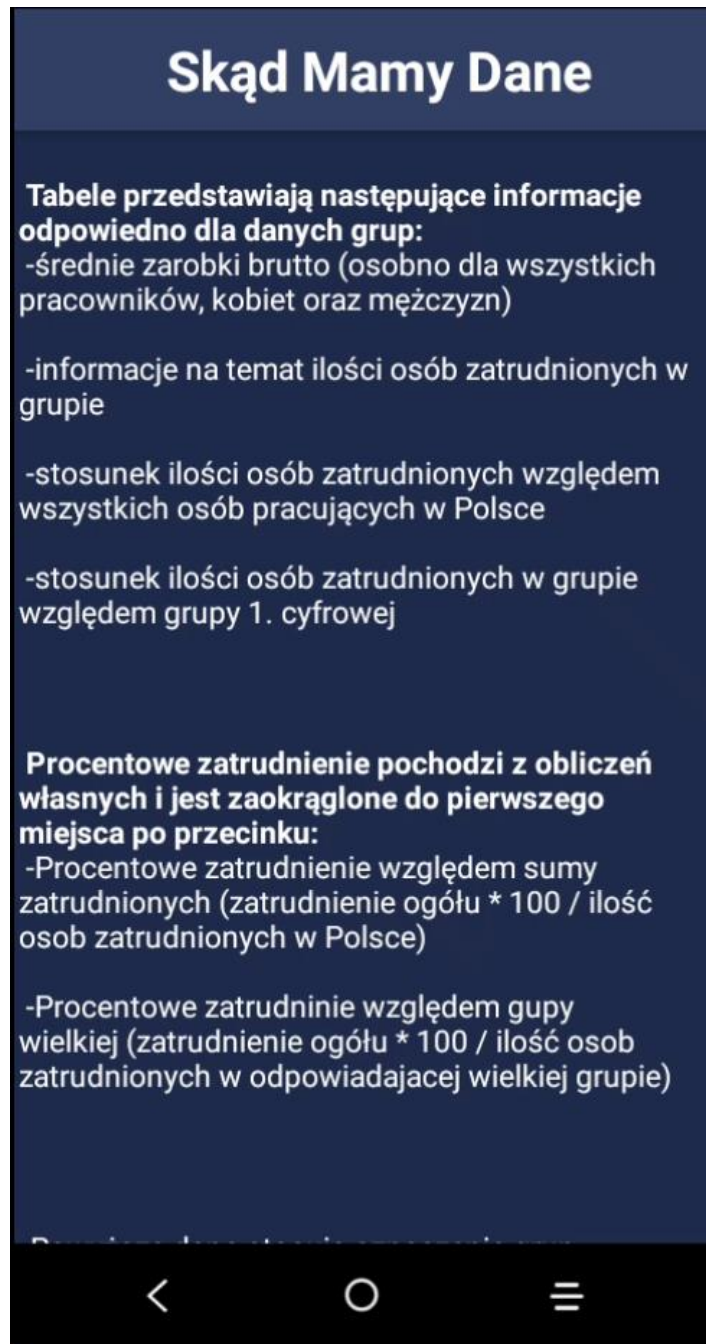 Skąd Mamy Dane
Tabele przedstawiają następujące informacje
odpowiedno dla danych grup:
-średnie zarobki brutto (osobno dla wszystkich
pracowników, kobiet oraz mężczyzn)
-informacje na temat ilości osób zatrudnionych w
grupie
-stosunek ilości osób zatrudnionych względem
wszystkich osób pracujących w Polsce
-stosunek ilości osób zatrudnionych w grupie
względem grupy 1. cyfrowej
Procentowe zatrudnienie pochodzi z obliczeń
własnych i jest zaokrąglone do pierwszego
miejsca po przecinku:
-Procentowe zatrudnienie względem sumy
zatrudnionych (zatrudnienie ogółu * 100 / ilość
osob zatrudnionych w Polsce)
-Procentowe zatrudninie względem gupy
wielkiej (zatrudnienie ogółu * 100 / ilość osob
zatrudnionych w odpowiadajacej wielkiej grupie)